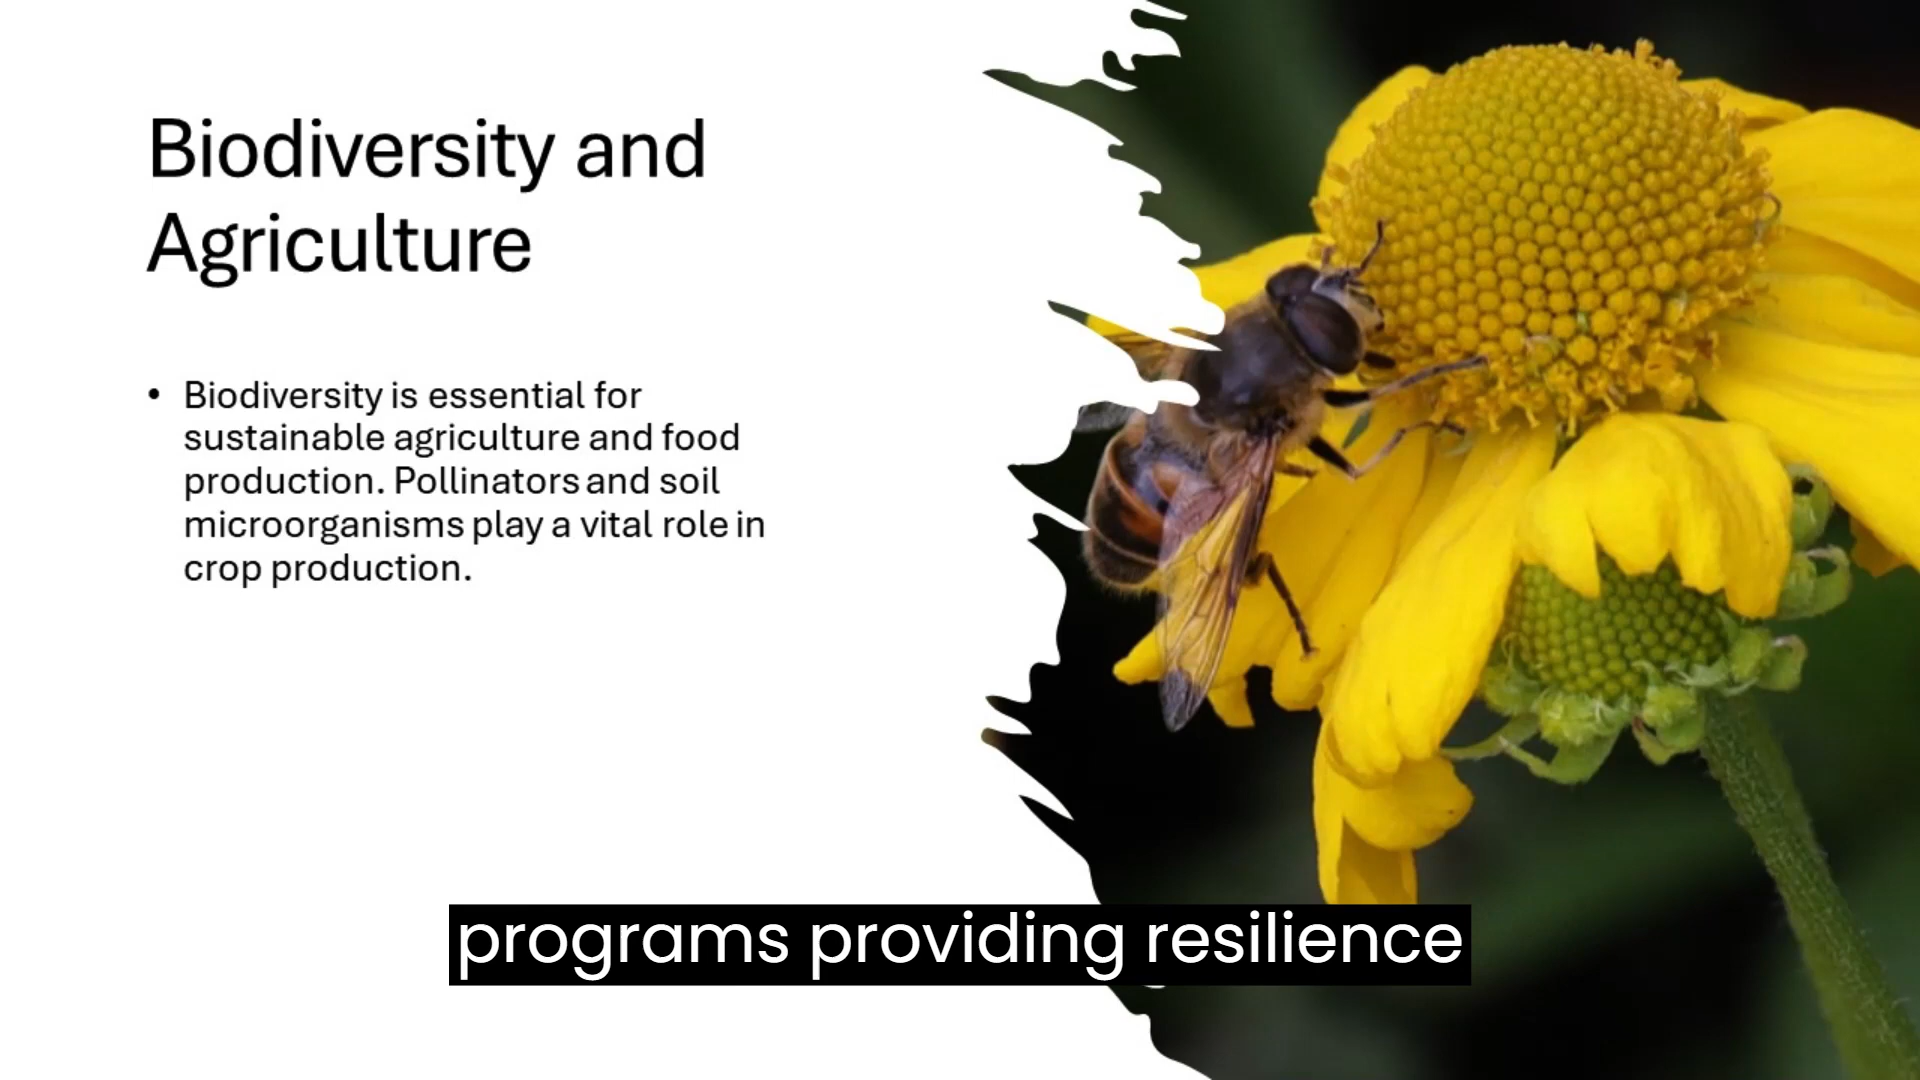 Biodiversity and
Agriculture
• Biodiversity is essential for
sustainable agriculture and food
production. Pollinators and soil
microorganisms play a vital role in
crop production.
programs providing resilience